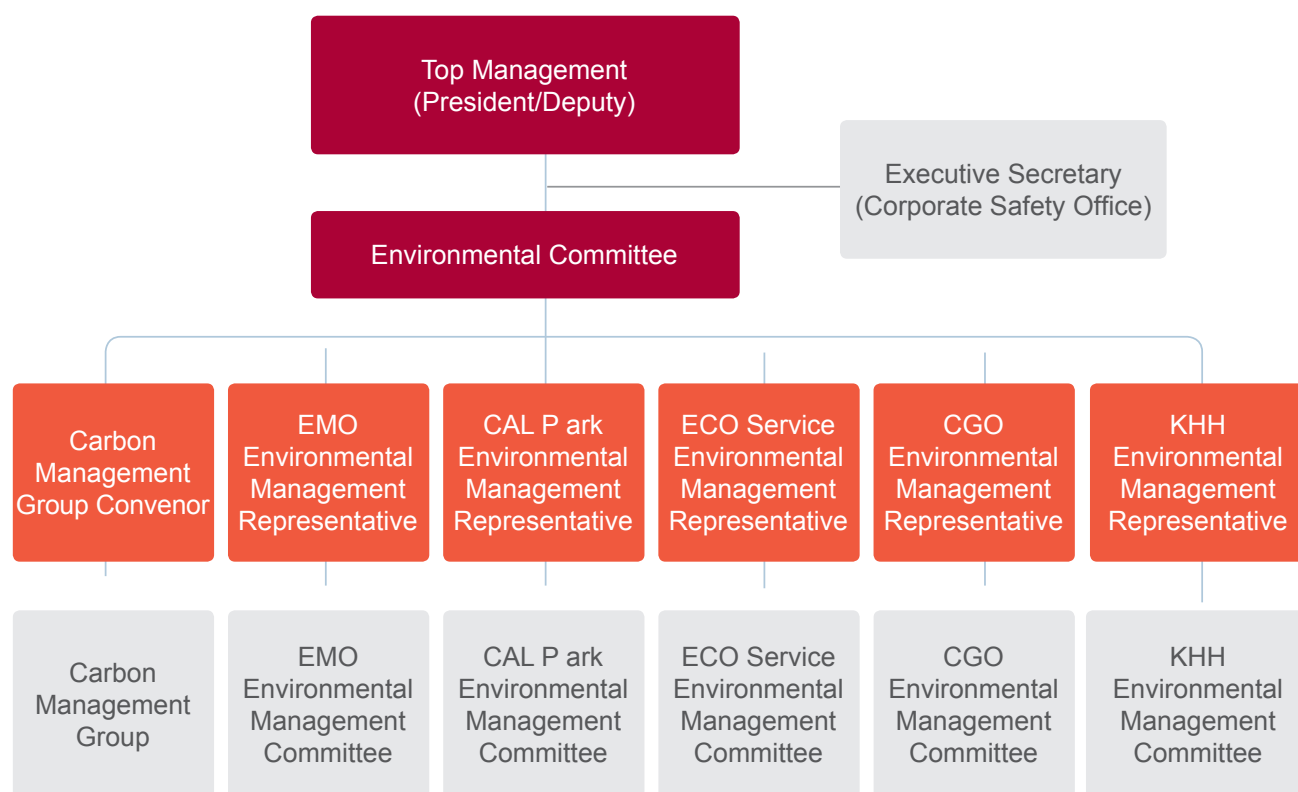 Top Management
(President/Deputy)
Executive Secretary
(Corporate Safety Office)
Environmental Committee
Carbon
Management
Group Convenor
EMO
Environmental
Management
Representative
CAL P ark
Environmental
Management
Representative
ECO Service
Environmental
Management
Representative
CGO
Environmental
Management
Representative
KHH
Environmental
Management
Representative
Carbon
Management
Group
EMO
Environmental
Management
Committee
CAL P ark
Environmental
Management
Committee
ECO Service
Environmental
Management
Committee
CGO
Environmental
Management
Committee
KHH
Environmental
Management
Committee